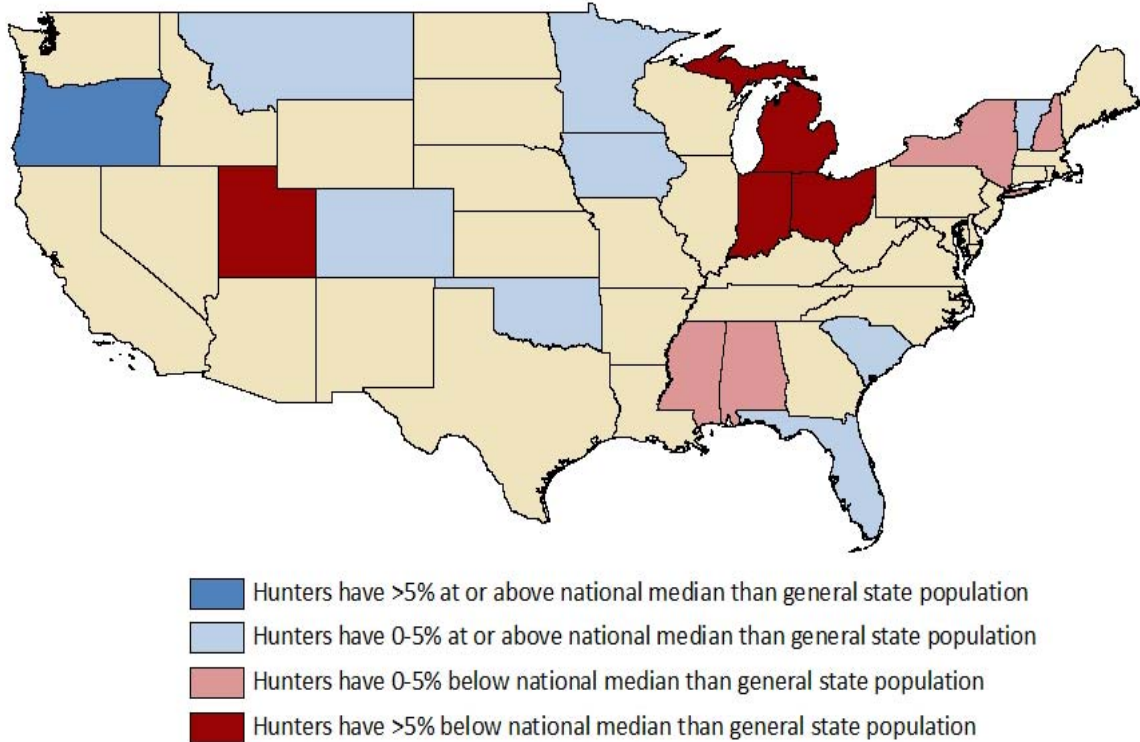 Hunters have >5% at or above national median than general state population
Hunters have 0-5% at or above national median than general state population
Hunters have 0-5% below national median than general state population
Hunters have >5% below national median than general state population